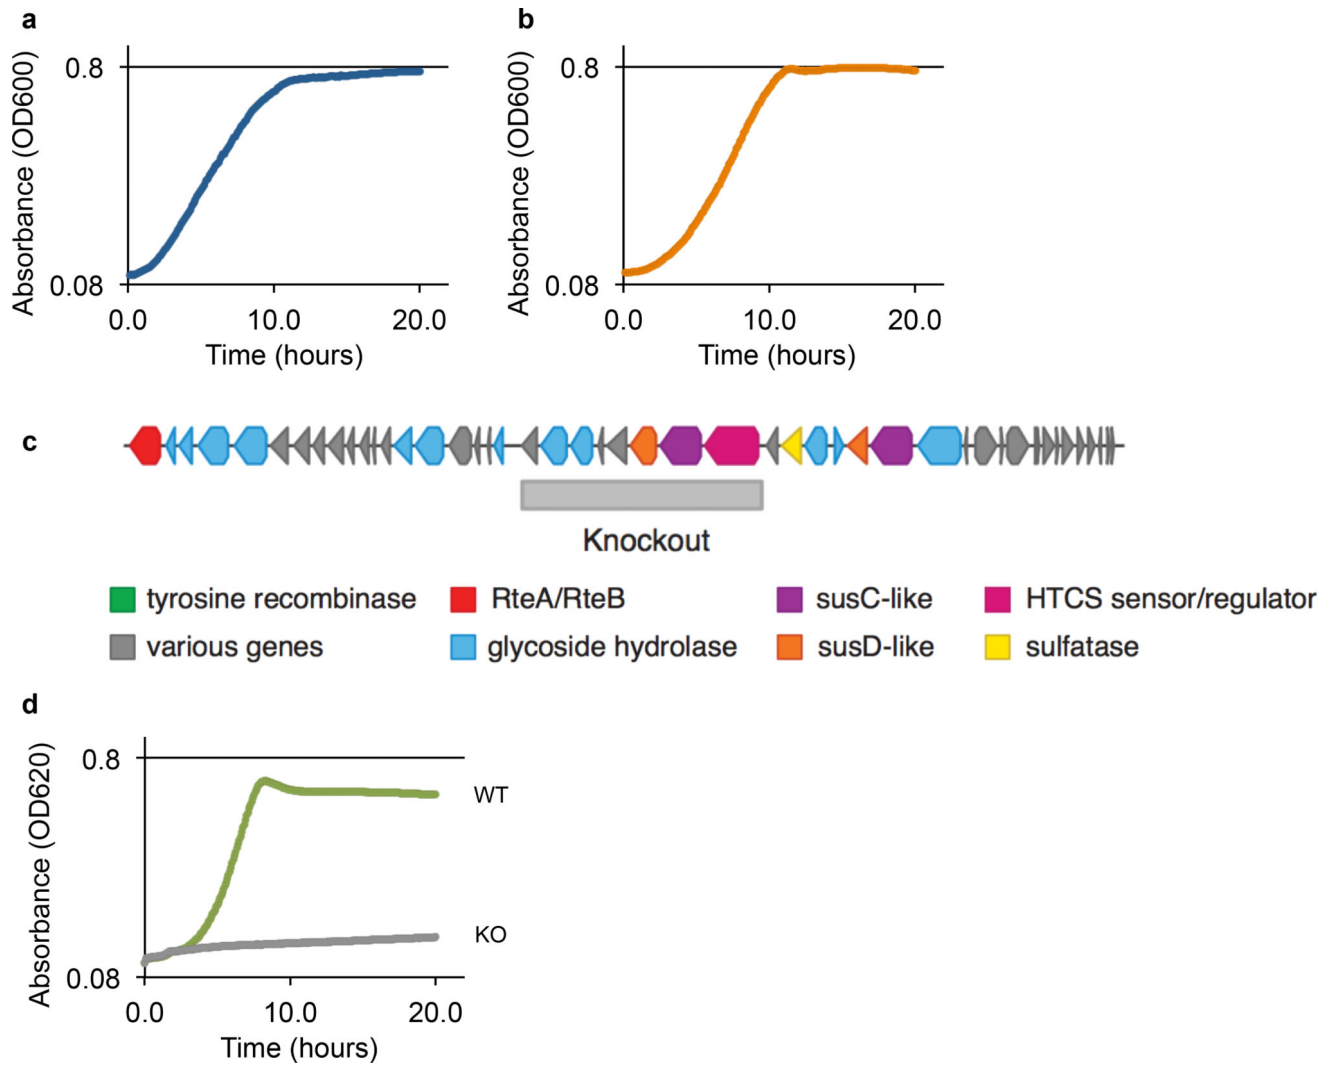 a
Absorbance (OD600)
0.8
0.08
0.0 10.0 20.0
Time (hours)
b
Absorbance (OD600)
0.8
0.08
0.0 10.0 20.0
Time (hours)
c
Knockout
tyrosine recombinase RteA/RteB susC-like HTCS sensor/regulator
various genes glycoside hydrolase susD-like sulfatase
d
Absorbance (OD620)
0.8
WT
KO
0.08
0.0 10.0 20.0
Time (hours)